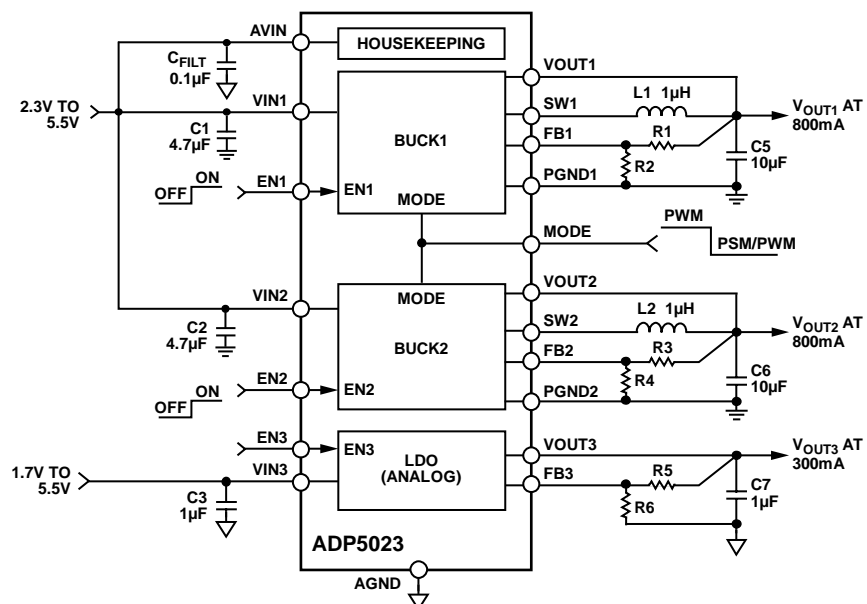 AVIN
HOUSEKEEPING
C_FILT
0.1µF
VOUT1
L1 1µH
2.3V TO
5.5V
VIN1
SW1
V_OUT1 AT
800mA
C1
4.7µF
BUCK1
FB1
R1
R2
C5
10µF
OFF
ON
EN1
EN1
PGND1
MODE
MODE
PWM
PSM/PWM
VIN2
MODE
VOUT2
C2
4.7µF
L2 1µH
SW2
V_OUT2 AT
800mA
BUCK2
FB2
R3
R4
C6
10µF
OFF
ON
EN2
EN2
PGND2
EN3
EN3
VOUT3
V_OUT3 AT
300mA
1.7V TO
5.5V
VIN3
LDO
(ANALOG)
FB3
R5
R6
C3
1µF
C7
1µF
ADP5023
AGND